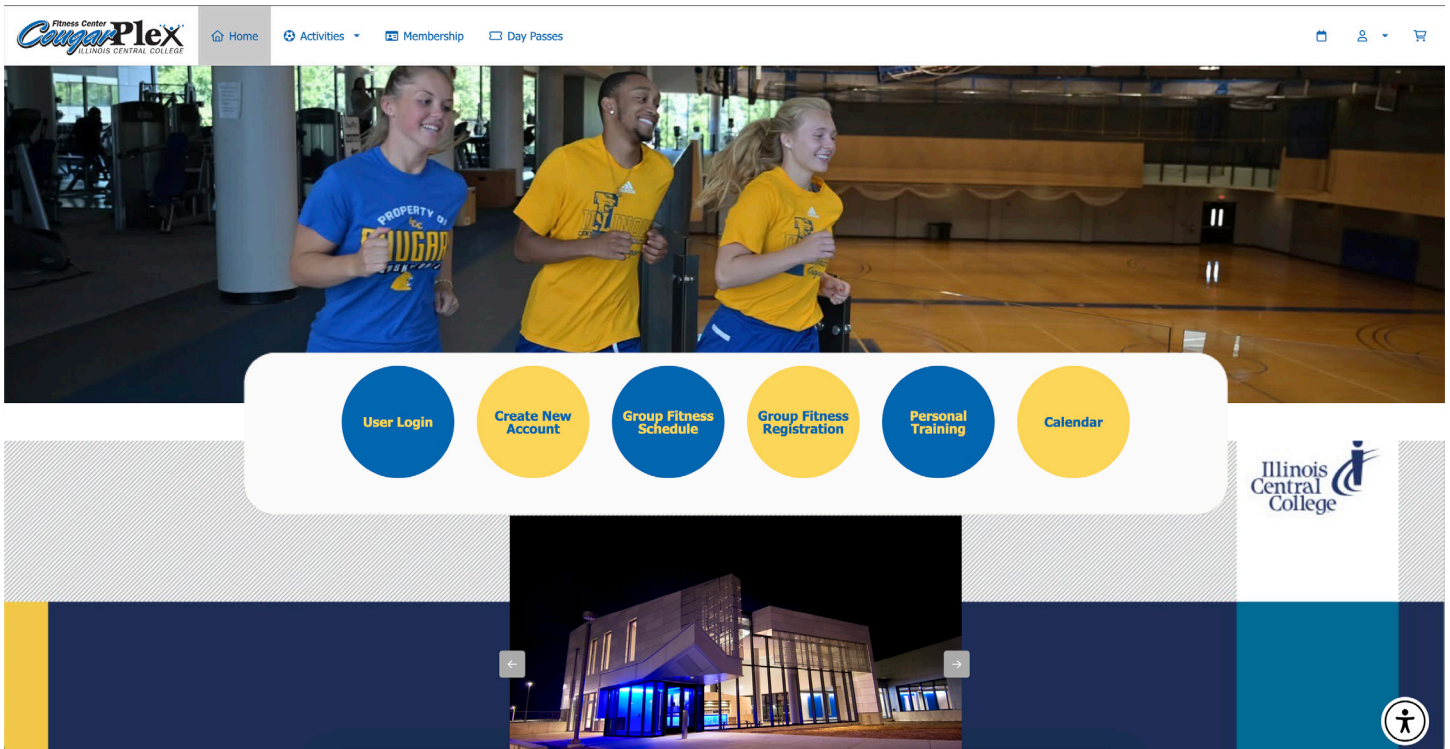 Fitness Center
CougarPlex
ILLINOIS CENTRAL COLLEGE
Home
Activities
Membership
Day Passes
PROPERTY OF
ICC
COUGAR
User Login
Create New
Account
Group Fitness
Schedule
Group Fitness
Registration
Personal
Training
Calendar
Illinois
Central
College